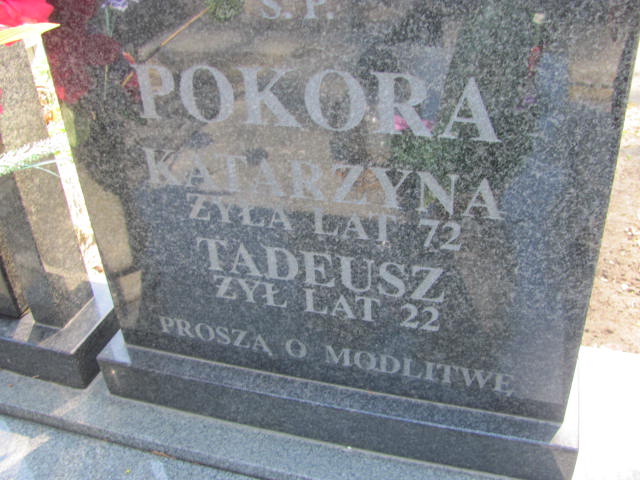 Ś.P.
POKORA
KATARZYNA
ŻYŁA LAT 72
TADEUSZ
ŻYŁ LAT 22
PROSZĄ O MODLITWĘ